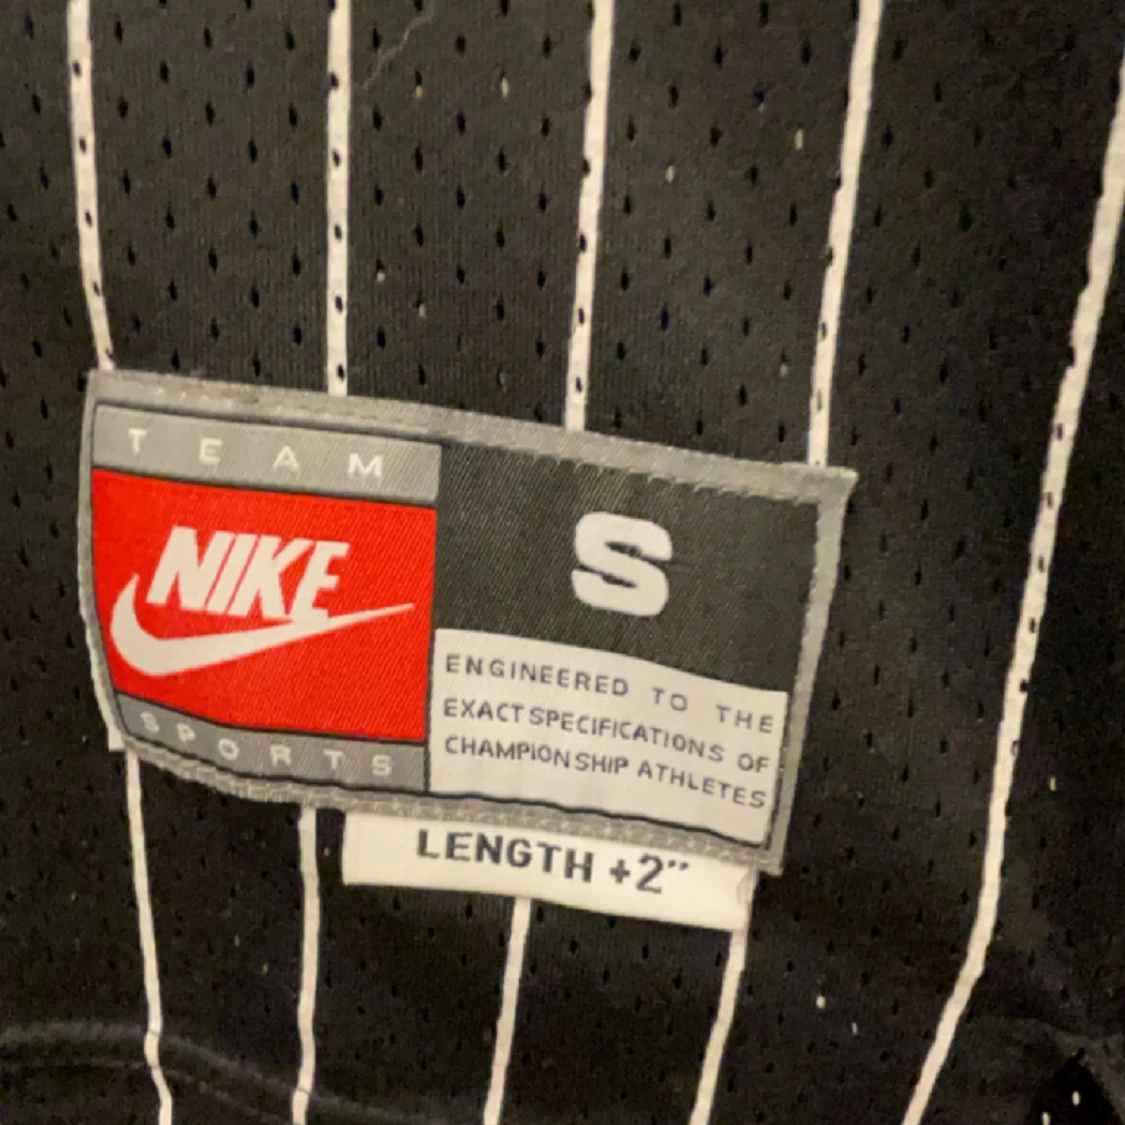 TEAM
NIKE
SPORTS
S
ENGINEERED TO THE
EXACT SPECIFICATIONS OF
CHAMPIONSHIP ATHLETES
LENGTH +2"